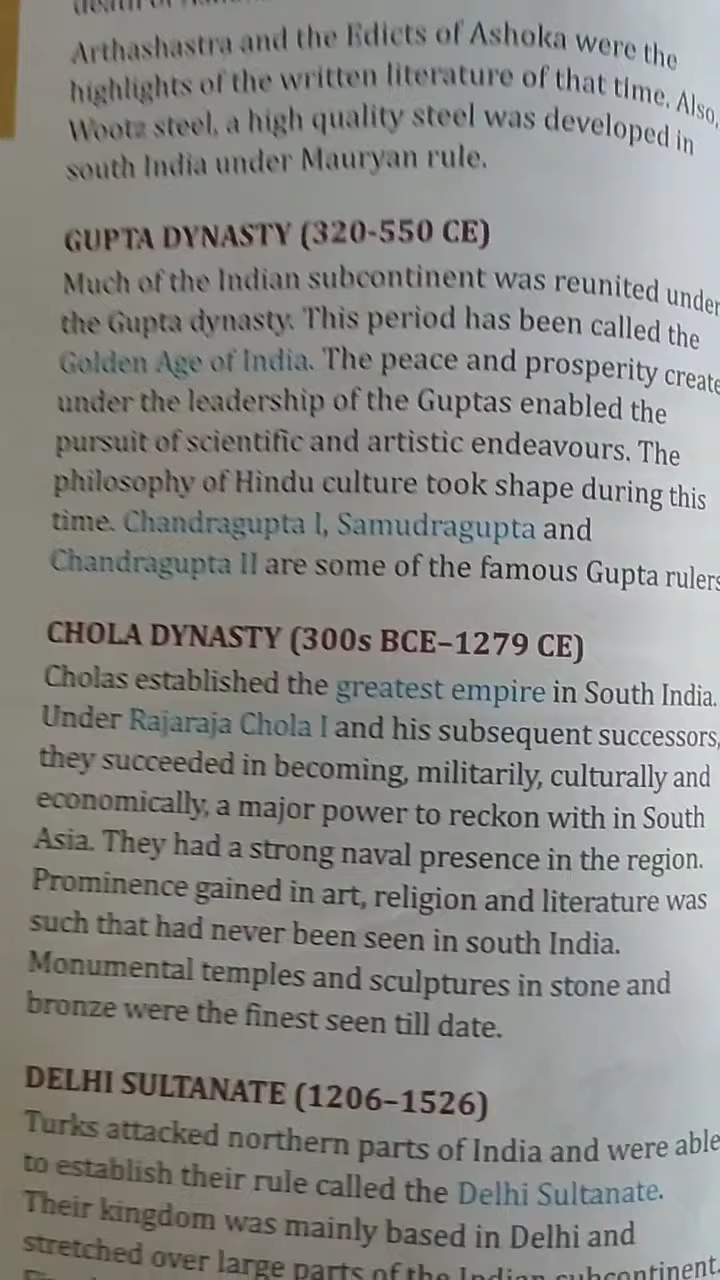 Arthashastra and the Edicts of Ashoka were the
highlights of the written literature of that time. Also,
Wootz steel, a high quality steel was developed in
south India under Mauryan rule.
GUPTA DYNASTY (320-550 CE)
Much of the Indian subcontinent was reunited under
the Gupta dynasty. This period has been called the
Golden Age of India. The peace and prosperity create
under the leadership of the Guptas enabled the
pursuit of scientific and artistic endeavours. The
philosophy of Hindu culture took shape during this
time. Chandragupta I, Samudragupta and
Chandragupta II are some of the famous Gupta rulers
CHOLA DYNASTY (300s BCE–1279 CE)
Cholas established the greatest empire in South India.
Under Rajaraja Chola I and his subsequent successors,
they succeeded in becoming, militarily, culturally and
economically, a major power to reckon with in South
Asia. They had a strong naval presence in the region.
Prominence gained in art, religion and literature was
such that had never been seen in south India.
Monumental temples and sculptures in stone and
bronze were the finest seen till date.
DELHI SULTANATE (1206–1526)
Turks attacked northern parts of India and were able
to establish their rule called the Delhi Sultanate.
Their kingdom was mainly based in Delhi and
stretched over large parts of the Indian subcontinent.